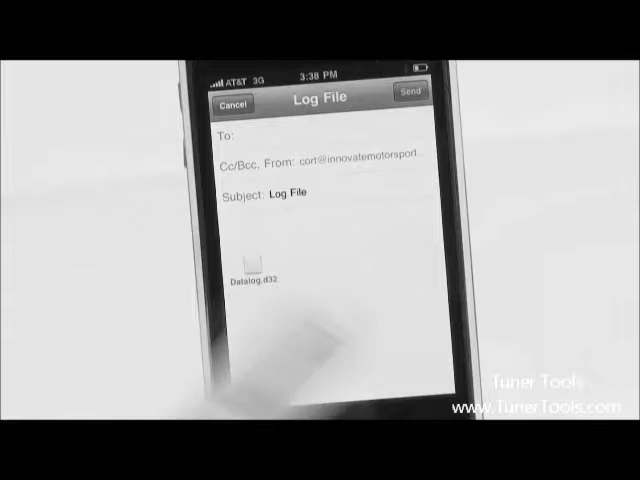 AT&T 3G 3:38 PM
Cancel Log File Send
To:
Cc/Bcc, From: cort@innovatemotorsport...
Subject: Log File
Datalog.d32
Tuner Tools
www.TunerTools.com